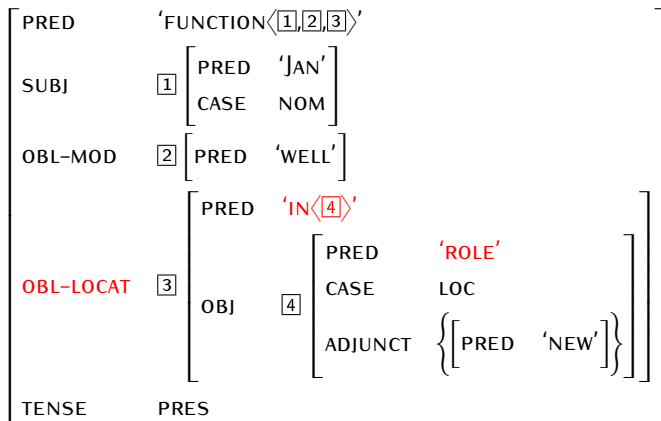 PRED 'FUNCTION⟨1,2,3⟩'
SUBJ 1 PRED 'JAN'
CASE NOM
OBL-MOD 2 PRED 'WELL'
OBL-LOCAT 3 PRED 'IN⟨4⟩'
OBJ 4 PRED 'ROLE'
CASE LOC
ADJUNCT {[PRED 'NEW']}
TENSE PRES